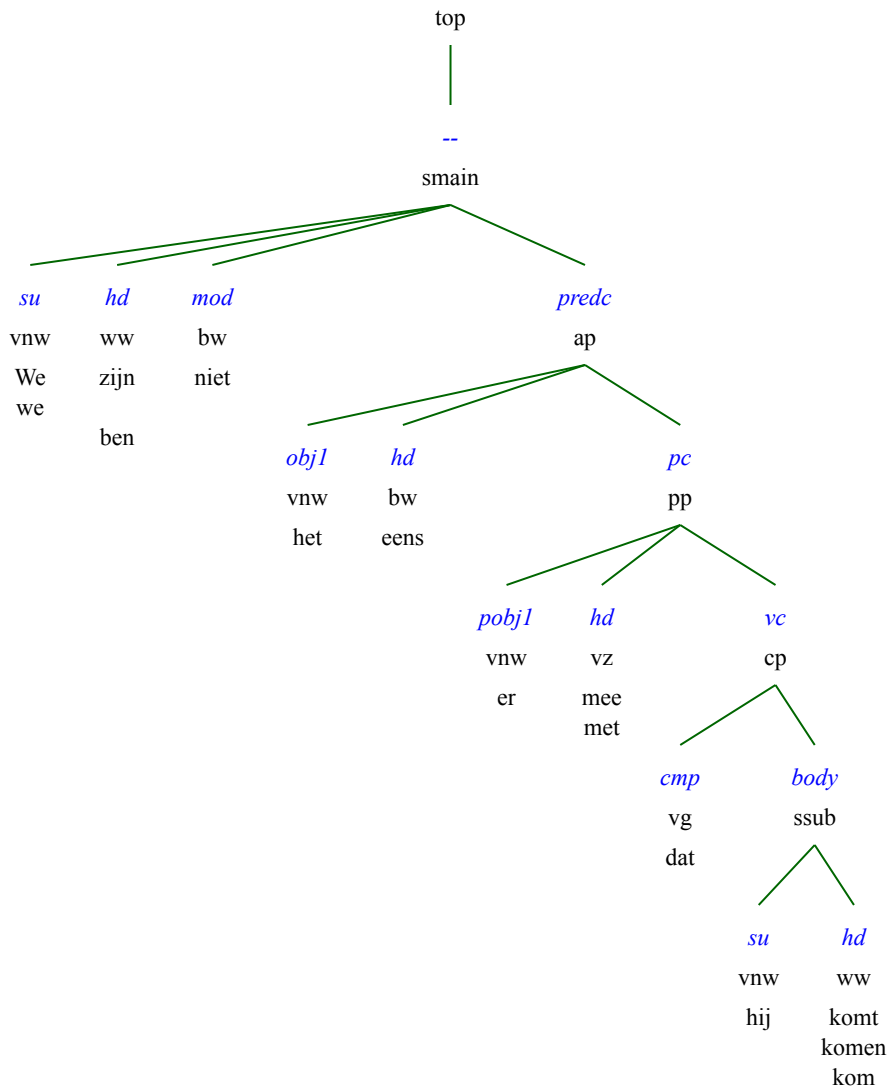 top
--
smain
su hd mod predc
vnw ww bw ap
We zijn niet
we
ben
obj1 hd pc
vnw bw pp
het eens
pobj1 hd vc
vnw vz cp
er mee
met
cmp body
vg ssub
dat
su hd
vnw ww
hij komt
komen
kom